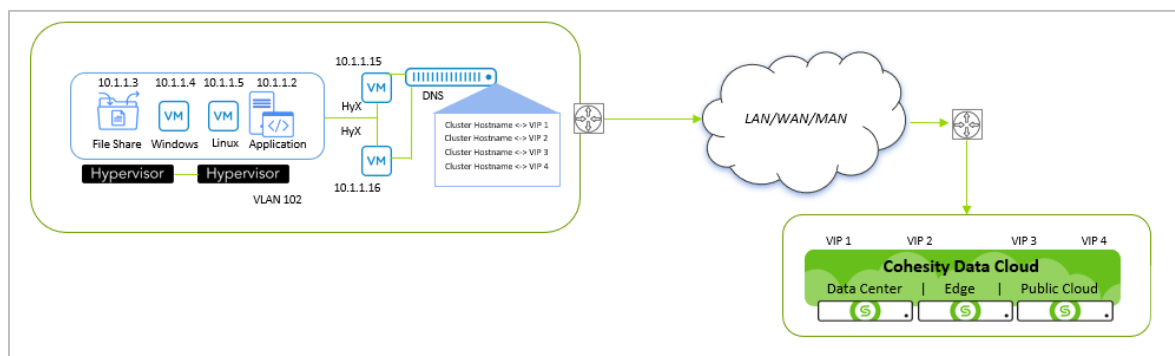 10.1.1.15
10.1.1.3 10.1.1.4 10.1.1.5 10.1.1.2
VM
DNS
HyX
VM VM
File Share Windows Linux Application
HyX
VM
Hypervisor Hypervisor
10.1.1.16
VLAN 102
Cluster Hostname <-> VIP 1
Cluster Hostname <-> VIP 2
Cluster Hostname <-> VIP 3
Cluster Hostname <-> VIP 4
LAN/WAN/MAN
VIP 1 VIP 2 VIP 3 VIP 4
Cohesity Data Cloud
Data Center | Edge | Public Cloud